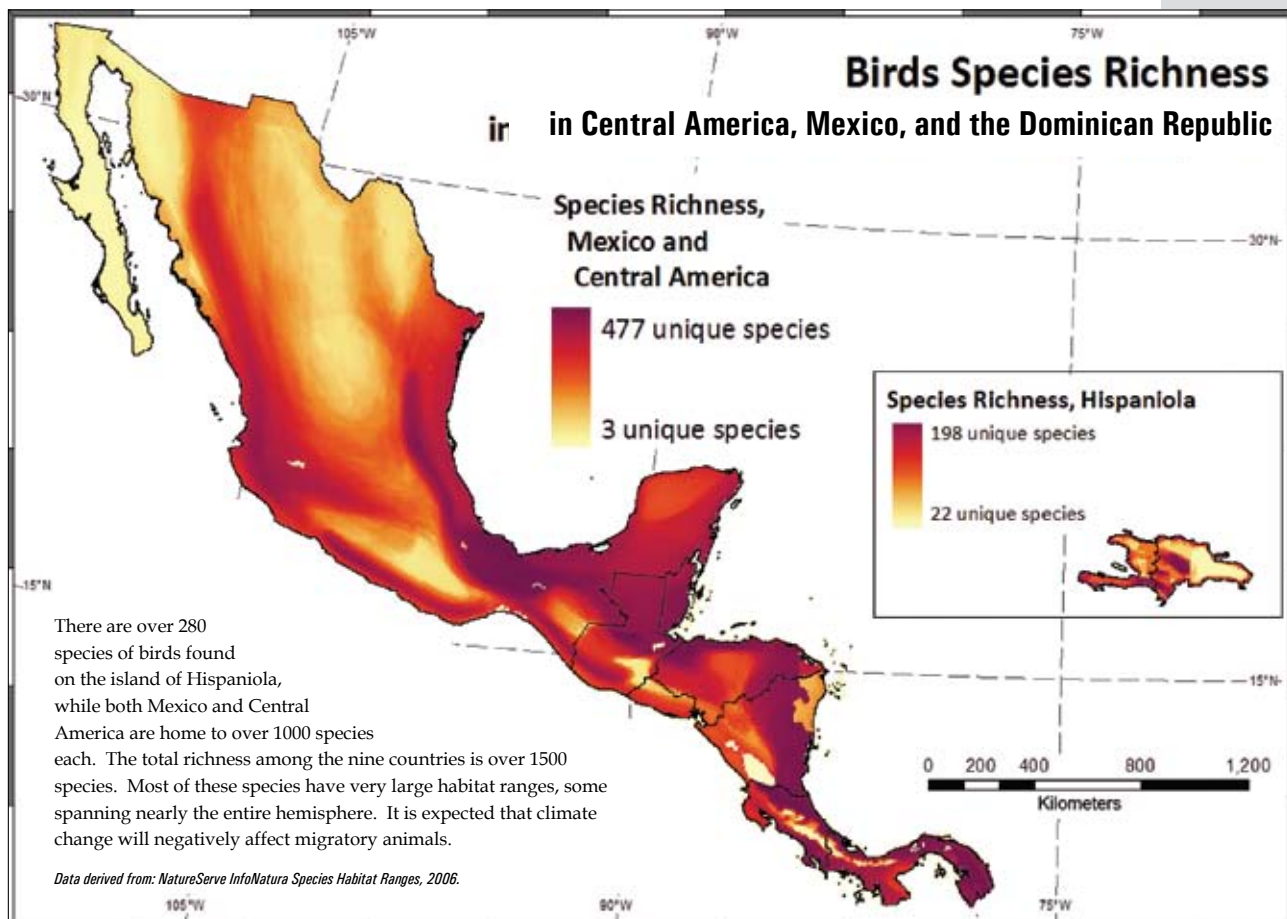 105°W
90°W
75°W
Birds Species Richness
in
in Central America, Mexico, and the Dominican Republic
30°N
30°N
Species Richness,
Mexico and
Central America
477 unique species
3 unique species
Species Richness, Hispaniola
198 unique species
22 unique species
15°N
15°N
There are over 280
species of birds found
on the island of Hispaniola,
while both Mexico and Central
America are home to over 1000 species
each. The total richness among the nine countries is over 1500
species. Most of these species have very large habitat ranges, some
spanning nearly the entire hemisphere. It is expected that climate
change will negatively affect migratory animals.
0 200 400 800 1,200
Kilometers
Data derived from: NatureServe InfoNatura Species Habitat Ranges, 2006.
105°W
90°W
75°W